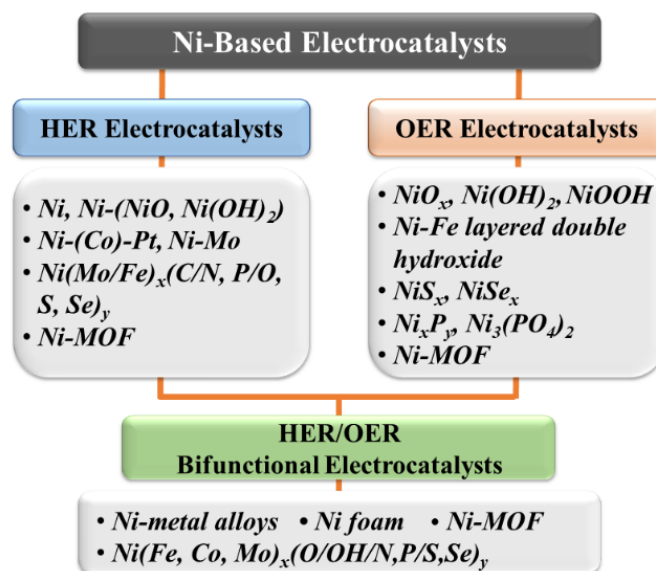 Ni-Based Electrocatalysts
HER Electrocatalysts
• Ni, Ni-(NiO, Ni(OH)₂)
• Ni-(Co)-Pt, Ni-Mo
• Ni(Mo/Fe)ₓ(C/N, P/O,
S, Se)ᵧ
• Ni-MOF
OER Electrocatalysts
• NiOₓ, Ni(OH)₂, NiOOH
• Ni-Fe layered double
hydroxide
• NiSₓ, NiSeₓ
• NiₓPᵧ, Ni₃(PO₄)₂
• Ni-MOF
HER/OER
Bifunctional Electrocatalysts
• Ni-metal alloys • Ni foam • Ni-MOF
• Ni(Fe, Co, Mo)ₓ(O/OH/N,P/S,Se)ᵧ